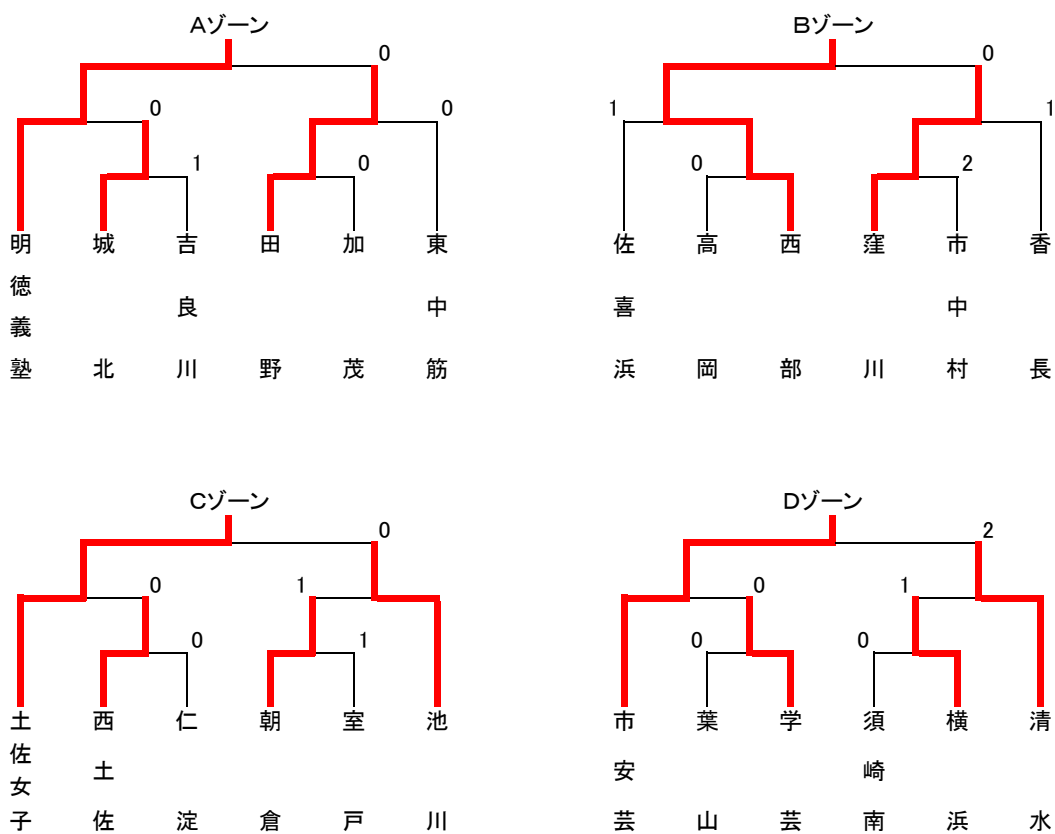 Aゾーン
0
0
0
1
0
明徳義塾
城北
吉良川
田野
加茂
東中筋
Bゾーン
0
1
1
0
2
佐喜浜
高岡
西部
窪川
市中村
香長
Cゾーン
0
0
1
0
1
土佐女子
西土佐
仁淀
朝倉
室戸
池川
Dゾーン
2
0
1
0
0
市安芸
葉山
学芸
須崎南
横浜
清水